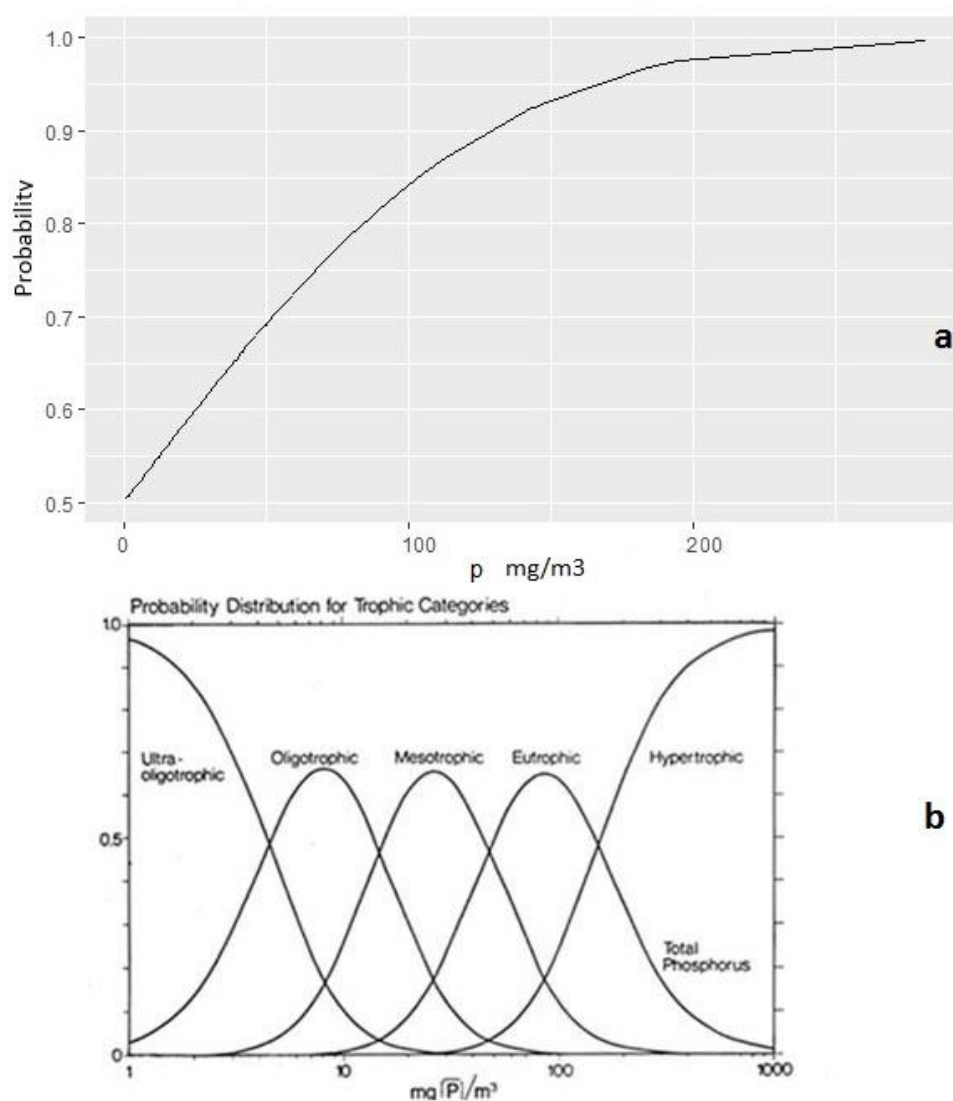 1.0
0.9
0.8
0.7
0.6
0.5
Probability
a
0
100
200
p mg/m3
Probability Distribution for Trophic Categories
1.0
0.5
0
Ultra-
oligotrophic
Oligotrophic
Mesotrophic
Eutrophic
Hypertrophic
b
Total
Phosphorus
1
10
100
1000
mg [P]/m³